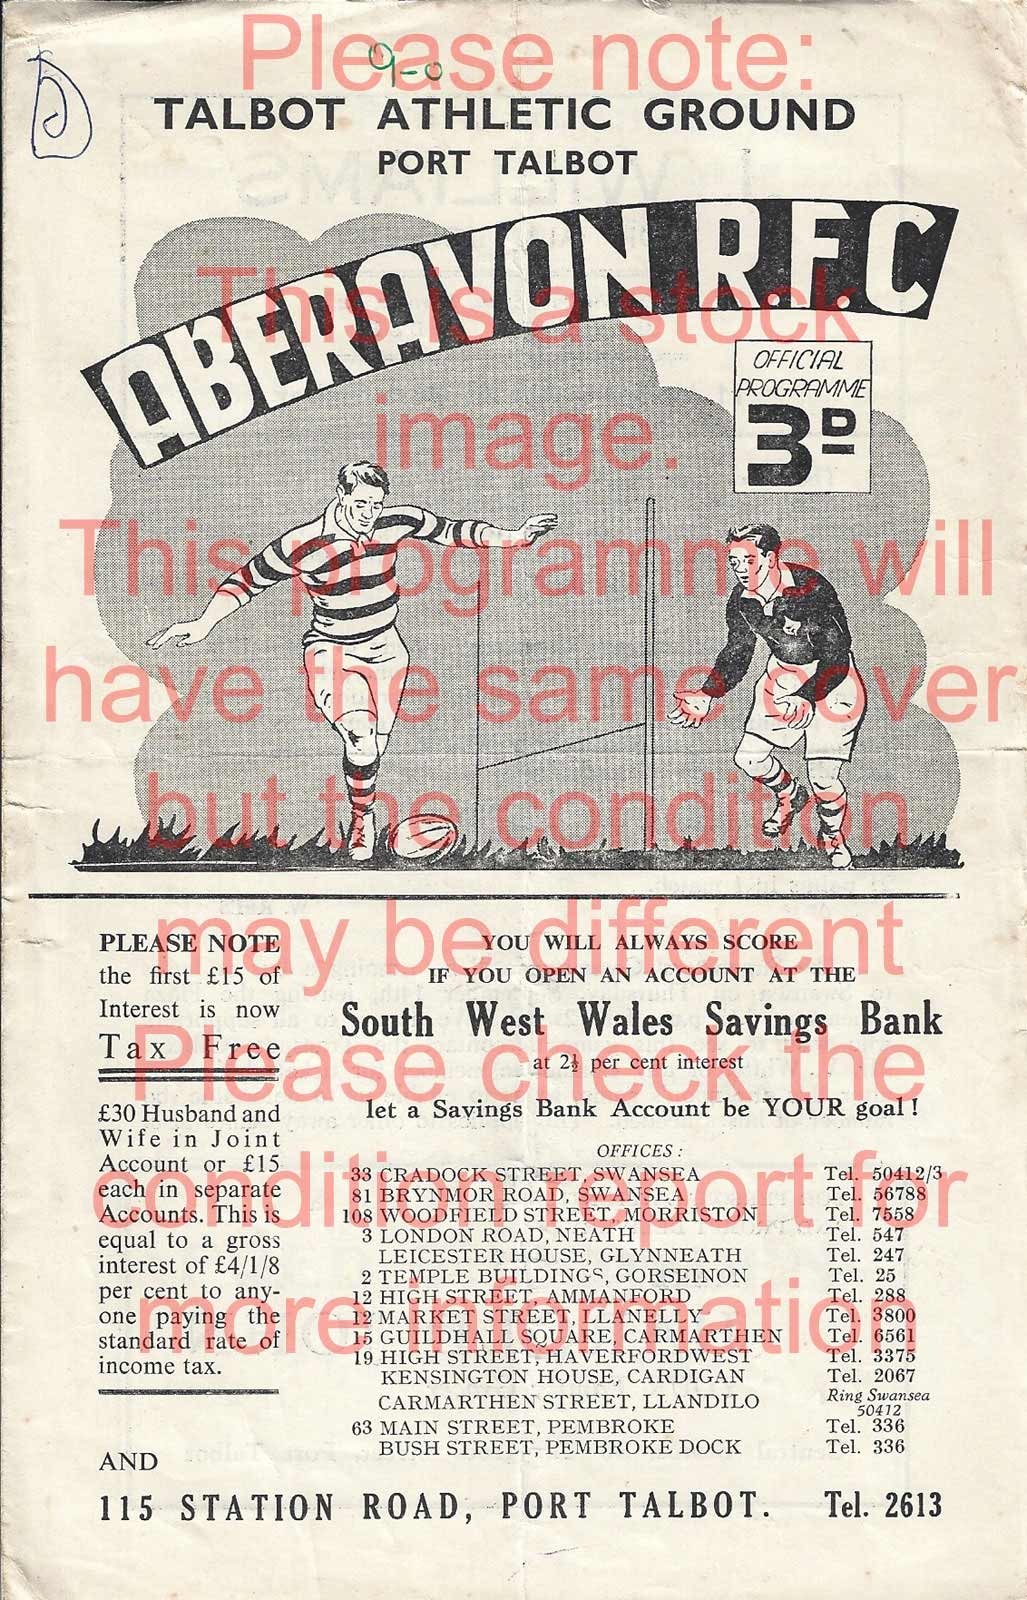 Please note:
9-0
TALBOT ATHLETIC GROUND
PORT TALBOT
ABERAVON R.F.C
This is a stock
OFFICIAL
PROGRAMME
3D
image.
This programme will
have the same cover
but the condition
may be different
PLEASE NOTE
the first £15 of
Interest is now
Tax Free
£30 Husband and
Wife in Joint
Account or £15
each in separate
Accounts. This is
equal to a gross
interest of £4/1/8
per cent to any-
one paying the
standard rate of
income tax.
YOU WILL ALWAYS SCORE
IF YOU OPEN AN ACCOUNT AT THE
South West Wales Savings Bank
at 2½ per cent interest
Please check the
let a Savings Bank Account be YOUR goal!
OFFICES:
33 CRADOCK STREET, SWANSEA Tel. 50412/3
condition report for
81 BRYNMOR ROAD, SWANSEA Tel. 56788
108 WOODFIELD STREET, MORRISTON Tel. 7558
3 LONDON ROAD, NEATH Tel. 547
LEICESTER HOUSE, GLYNNEATH Tel. 247
2 TEMPLE BUILDINGS, GORSEINON Tel. 25
12 HIGH STREET, AMMANFORD Tel. 288
more information
12 MARKET STREET, LLANELLY Tel. 3800
15 GUILDHALL SQUARE, CARMARTHEN Tel. 6561
19 HIGH STREET, HAVERFORDWEST Tel. 3375
KENSINGTON HOUSE, CARDIGAN Tel. 2067
CARMARTHEN STREET, LLANDILO Ring Swansea 50412
63 MAIN STREET, PEMBROKE Tel. 336
BUSH STREET, PEMBROKE DOCK Tel. 336
AND
115 STATION ROAD, PORT TALBOT. Tel. 2613